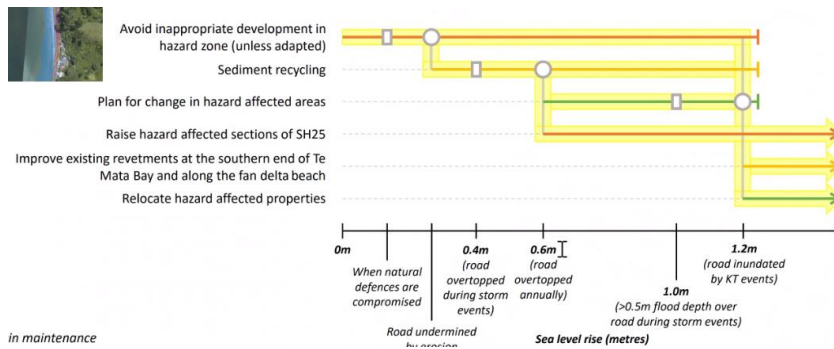 Avoid inappropriate development in
hazard zone (unless adapted)
Sediment recycling
Plan for change in hazard affected areas
Raise hazard affected sections of SH25
Improve existing revetments at the southern end of Te
Mata Bay and along the fan delta beach
Relocate hazard affected properties
0m
When natural
defences are
compromised
Road undermined
by erosion
0.4m
(road
overtopped
during storm
events)
0.6m
(road
overtopped
annually)
1.0m
(>0.5m flood depth over
road during storm events)
1.2m
(road inundated
by KT events)
in maintenance
Sea level rise (metres)